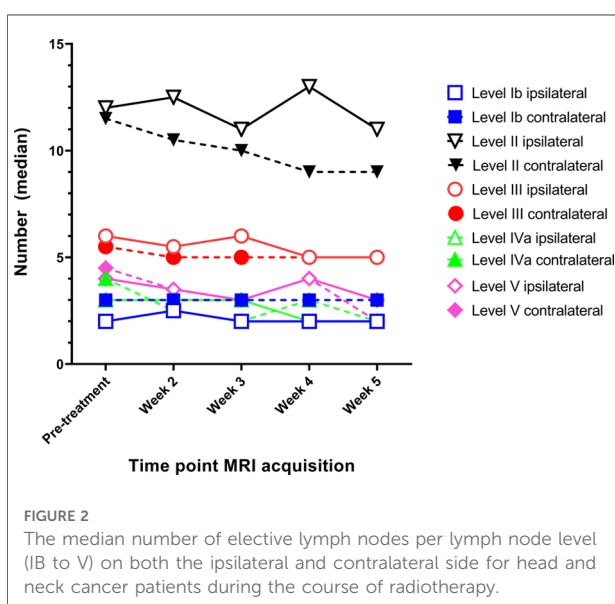 15
10
5
0
Number (median)
Pre-treatment
Week 2
Week 3
Week 4
Week 5
Time point MRI acquisition
Level Ib ipsilateral
Level Ib contralateral
Level II ipsilateral
Level II contralateral
Level III ipsilateral
Level III contralateral
Level IVa ipsilateral
Level IVa contralateral
Level V ipsilateral
Level V contralateral
FIGURE 2
The median number of elective lymph nodes per lymph node level
(IB to V) on both the ipsilateral and contralateral side for head and
neck cancer patients during the course of radiotherapy.